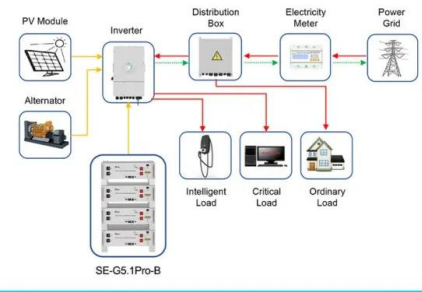 PV Module
Inverter
Distribution
Box
Electricity
Meter
Power
Grid
Alternator
Intelligent
Load
Critical
Load
Ordinary
Load
SE-G5.1Pro-B